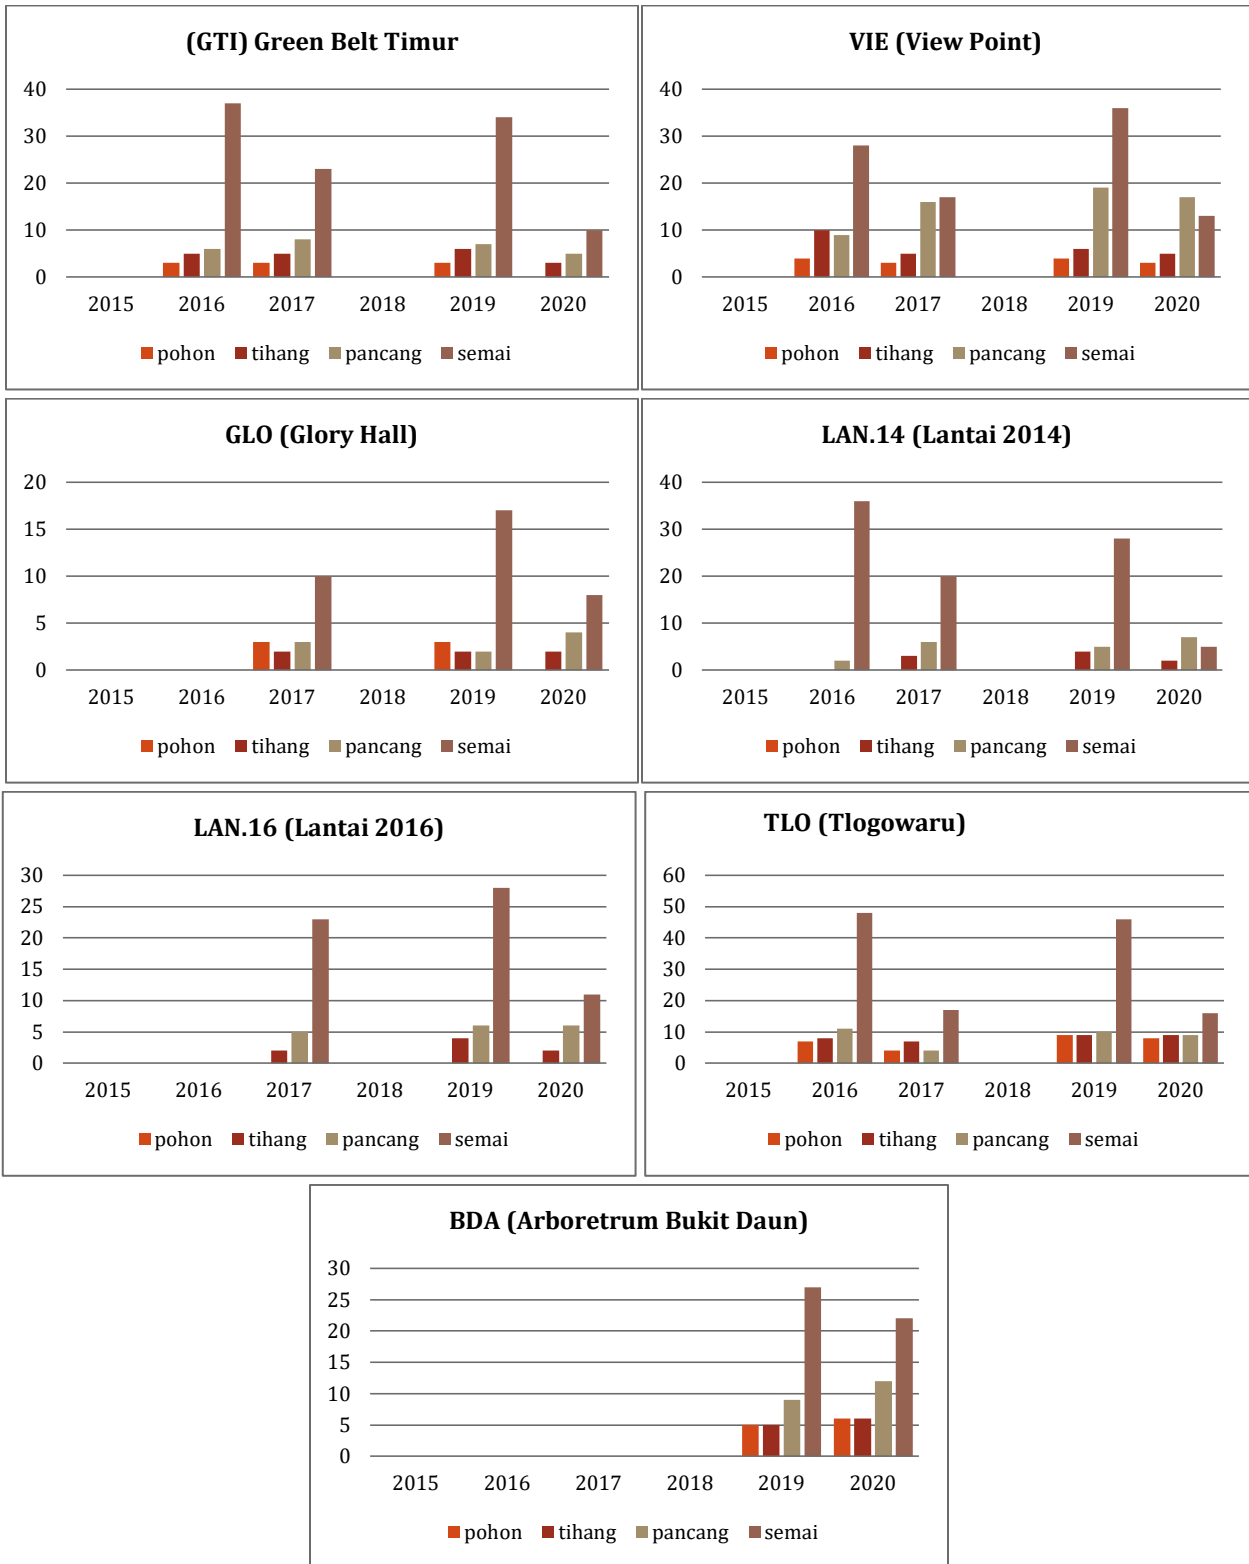 (GTI) Green Belt Timur
40
30
20
10
0
2015 2016 2017 2018 2019 2020
pohon tihang pancang semai
VIE (View Point)
40
30
20
10
0
2015 2016 2017 2018 2019 2020
pohon tihang pancang semai
GLO (Glory Hall)
20
15
10
5
0
2015 2016 2017 2018 2019 2020
pohon tihang pancang semai
LAN.14 (Lantai 2014)
40
30
20
10
0
2015 2016 2017 2018 2019 2020
pohon tihang pancang semai
LAN.16 (Lantai 2016)
30
25
20
15
10
5
0
2015 2016 2017 2018 2019 2020
pohon tihang pancang semai
TLO (Tlogowaru)
60
50
40
30
20
10
0
2015 2016 2017 2018 2019 2020
pohon tihang pancang semai
BDA (Arboretrum Bukit Daun)
30
25
20
15
10
5
0
2015 2016 2017 2018 2019 2020
pohon tihang pancang semai